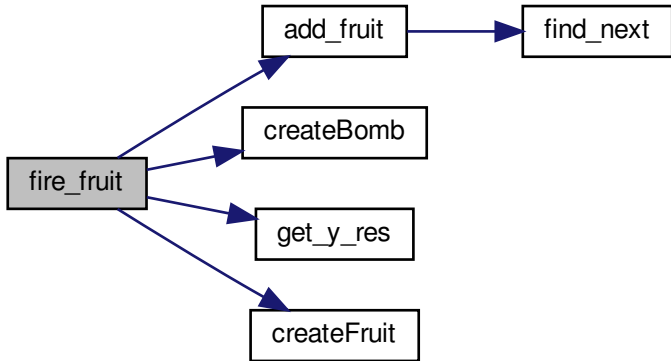 add_fruit
find_next
createBomb
fire_fruit
get_y_res
createFruit